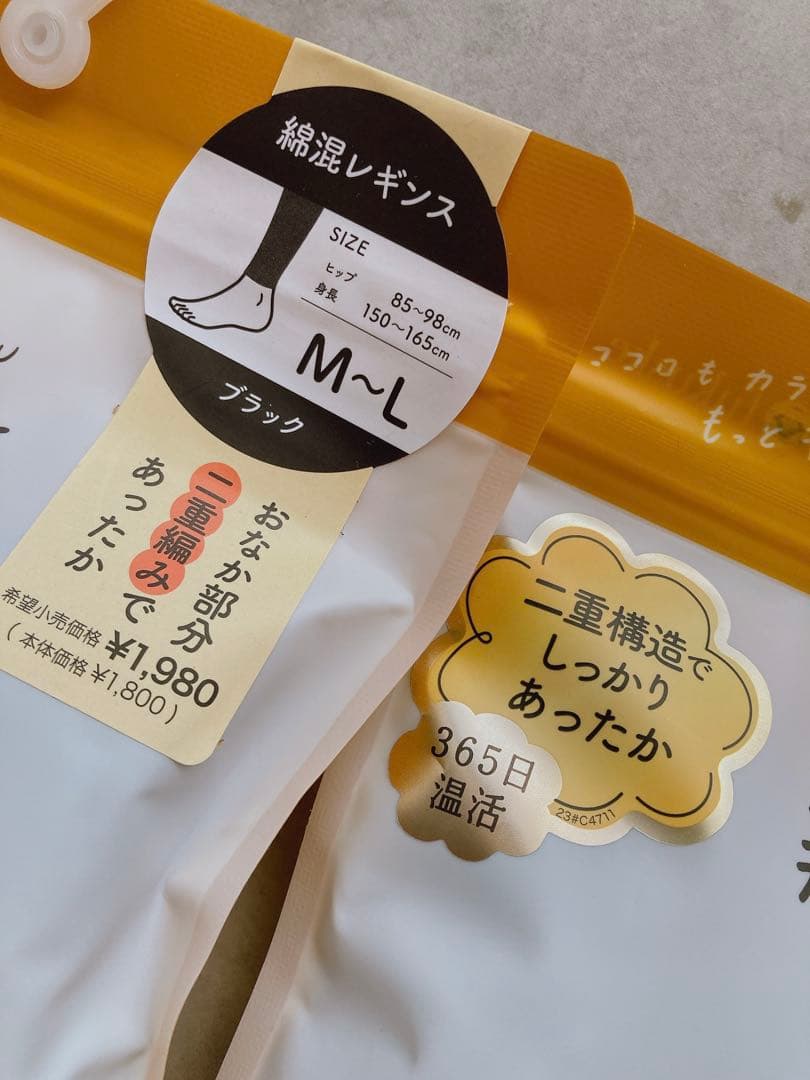 綿混レギンス
SIZE
ヒップ 85~98cm
身長 150~165cm
M~L
ブラック
おなか部分
二重編みで
あったか
希望小売価格 ¥1,980
(本体価格 ¥1,800)
ココロも カラ
もっと
二重構造で
しっかり
あったか
365日
温活
23#C4711